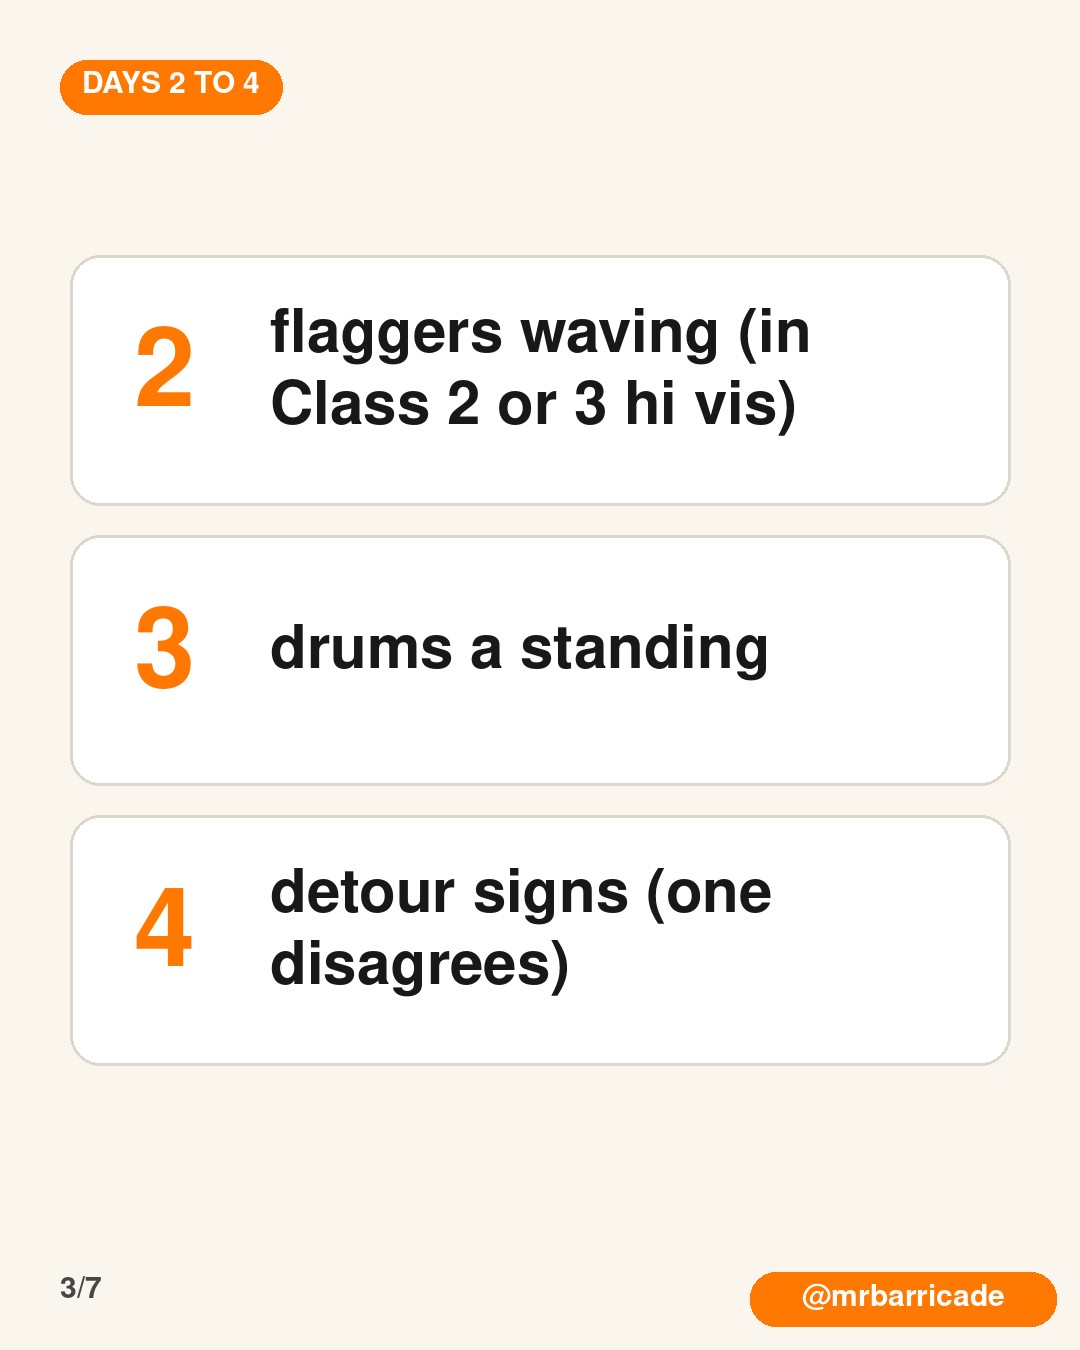 DAYS 2 TO 4
2
flaggers waving (in
Class 2 or 3 hi vis)
3
drums a standing
4
detour signs (one
disagrees)
3/7
@mrbarricade